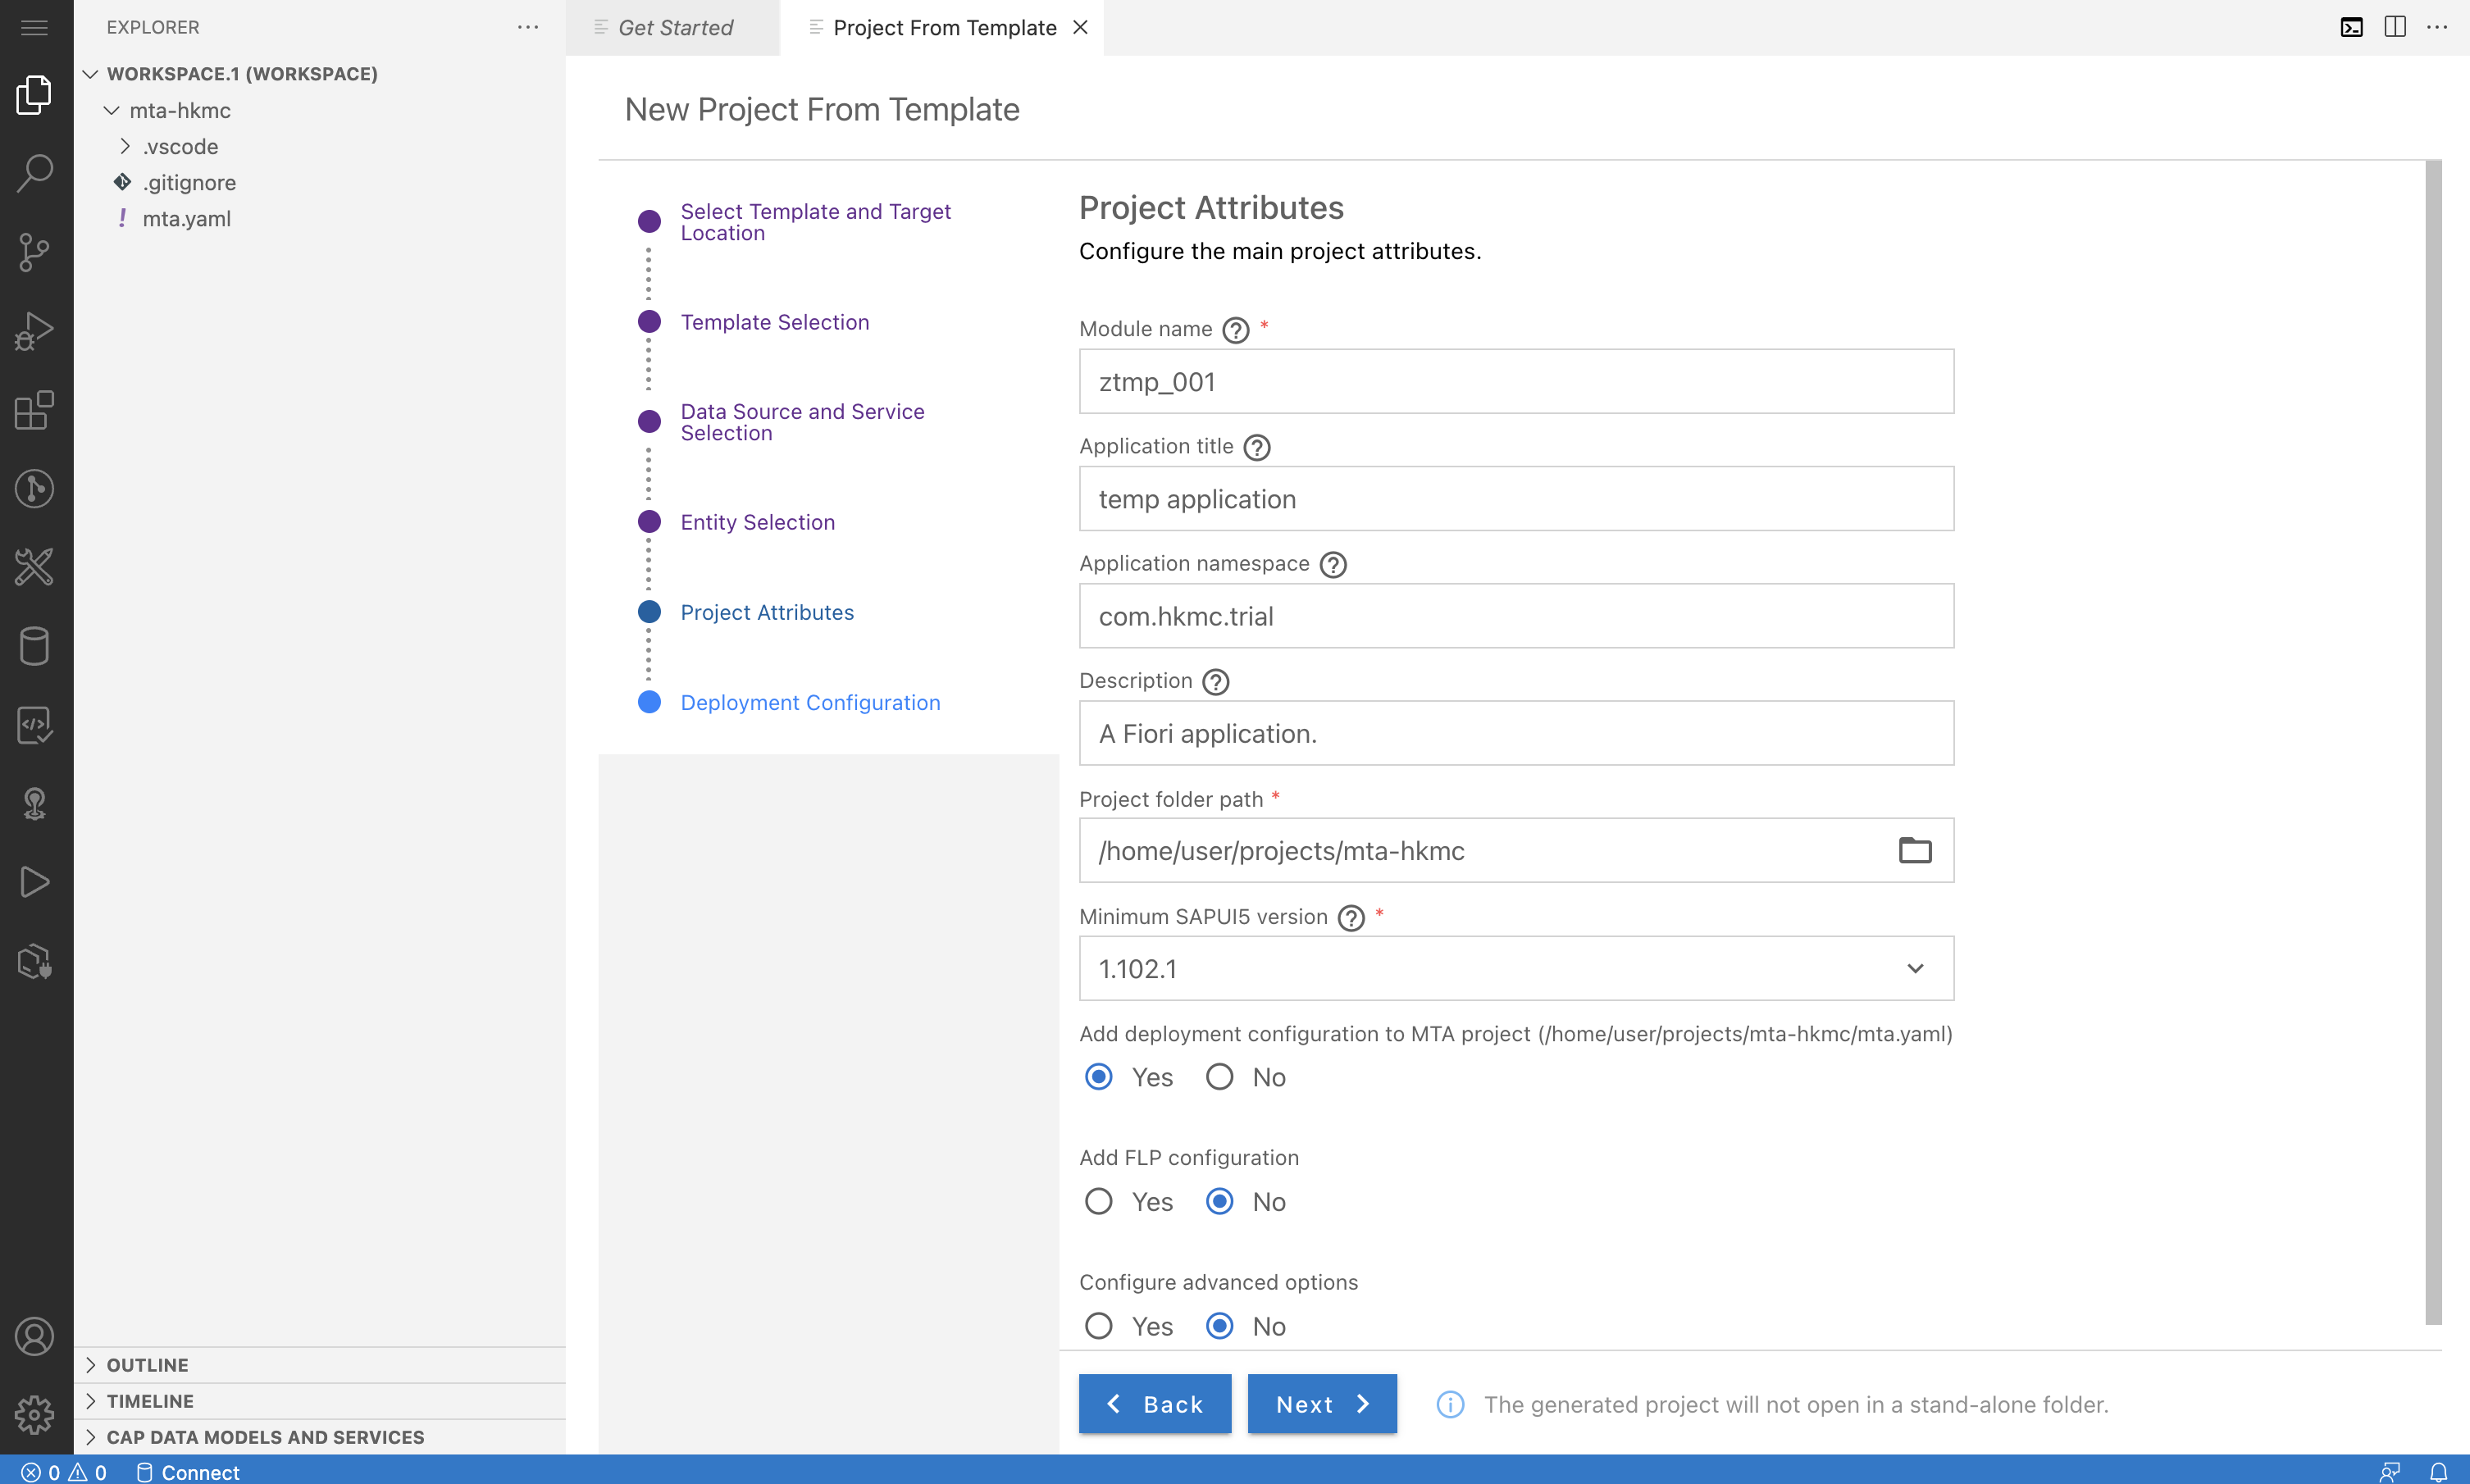 EXPLORER
Get Started
Project From Template
WORKSPACE.1 (WORKSPACE)
mta-hkmc
.vscode
.gitignore
mta.yaml
New Project From Template
Select Template and Target
Location
Template Selection
Data Source and Service
Selection
Entity Selection
Project Attributes
Deployment Configuration
Project Attributes
Configure the main project attributes.
Module name *
ztmp_001
Application title
temp application
Application namespace
com.hkmc.trial
Description
A Fiori application.
Project folder path *
/home/user/projects/mta-hkmc
Minimum SAPUI5 version *
1.102.1
Add deployment configuration to MTA project (/home/user/projects/mta-hkmc/mta.yaml)
Yes No
Add FLP configuration
Yes No
Configure advanced options
Yes No
Back Next The generated project will not open in a stand-alone folder.
OUTLINE
TIMELINE
CAP DATA MODELS AND SERVICES
0 0 Connect